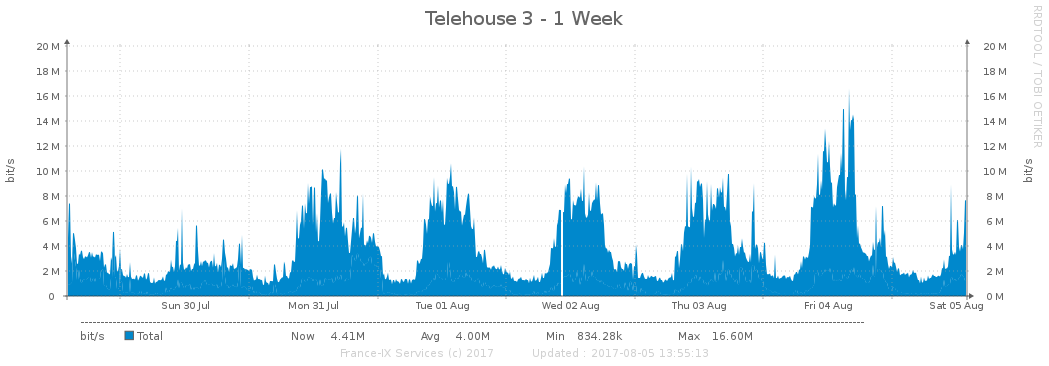 Telehouse 3 - 1 Week
RRDTOOL / TOBI OETIKER
20 M 20 M
18 M 18 M
16 M 16 M
14 M 14 M
12 M 12 M
10 M 10 M
8 M 8 M
6 M 6 M
4 M 4 M
2 M 2 M
0 0 M
bit/s bit/s
Sun 30 Jul Mon 31 Jul Tue 01 Aug Wed 02 Aug Thu 03 Aug Fri 04 Aug Sat 05 Aug
bit/s Total Now 4.41M Avg 4.00M Min 834.28k Max 16.60M
France-IX Services (c) 2017 Updated : 2017-08-05 13:55:13